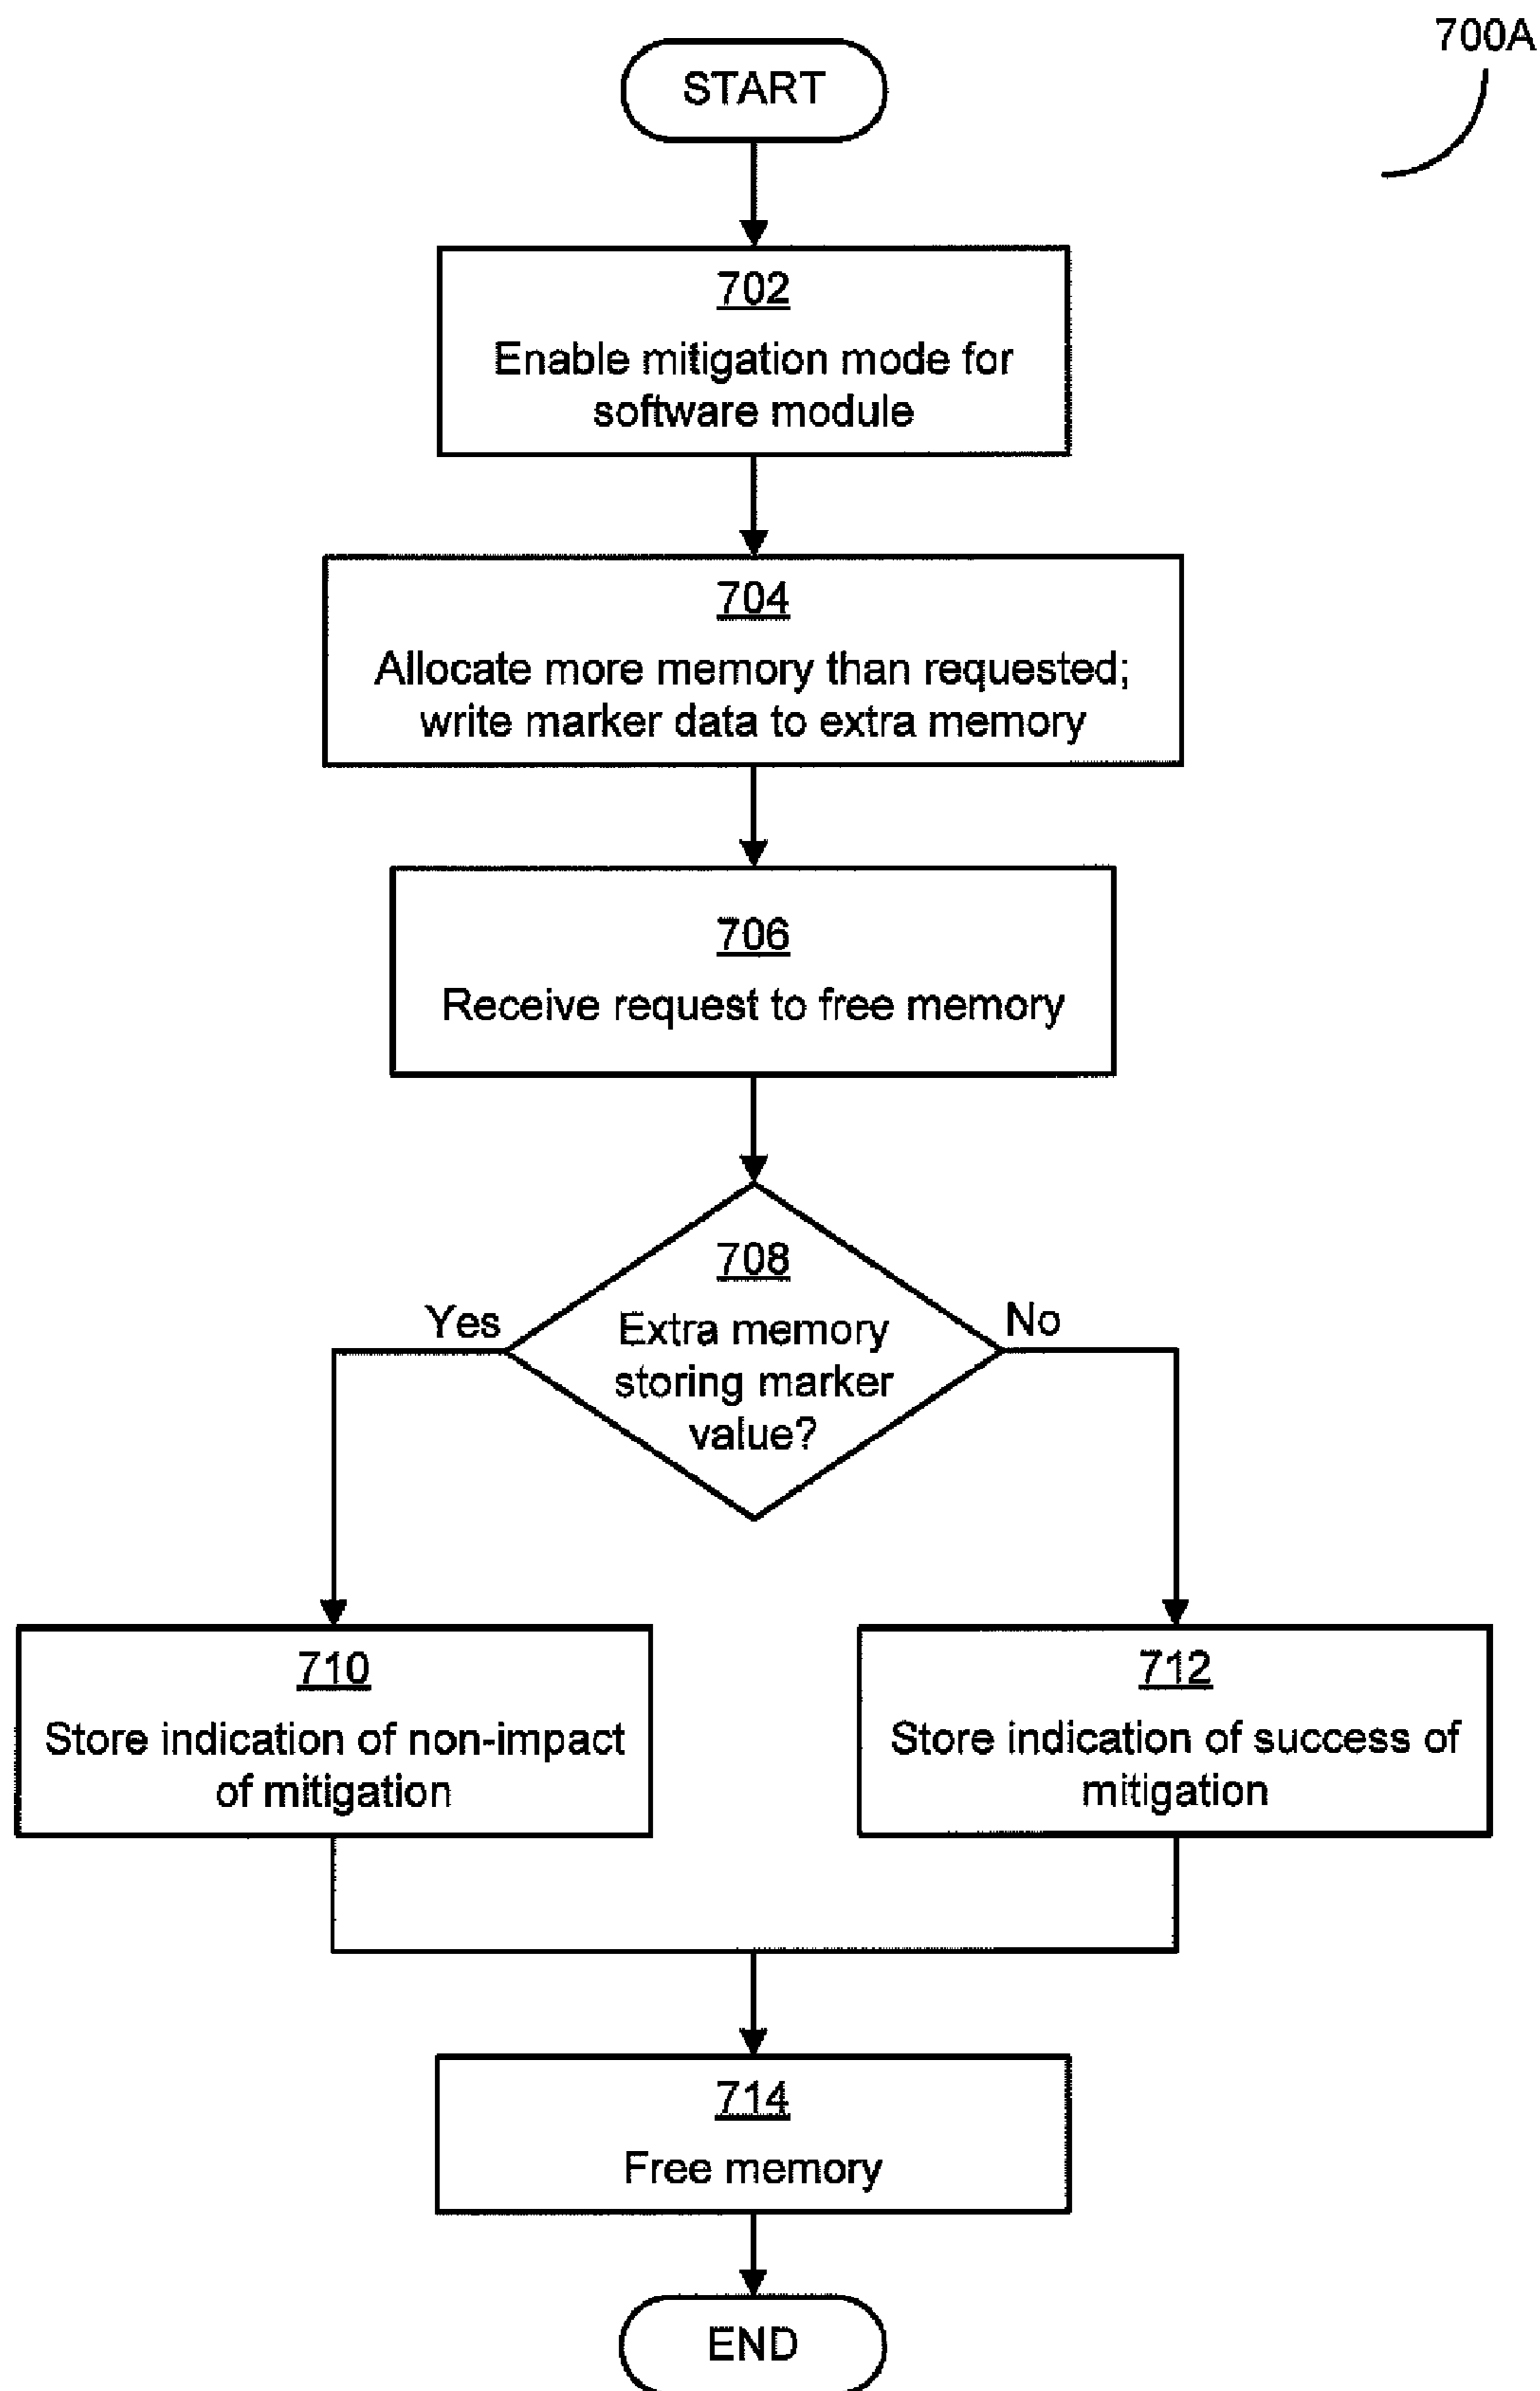 700A
START
702
Enable mitigation mode for
software module
704
Allocate more memory than requested;
write marker data to extra memory
706
Receive request to free memory
708
Extra memory
storing marker
value?
Yes
No
710
Store indication of non-impact
of mitigation
712
Store indication of success of
mitigation
714
Free memory
END